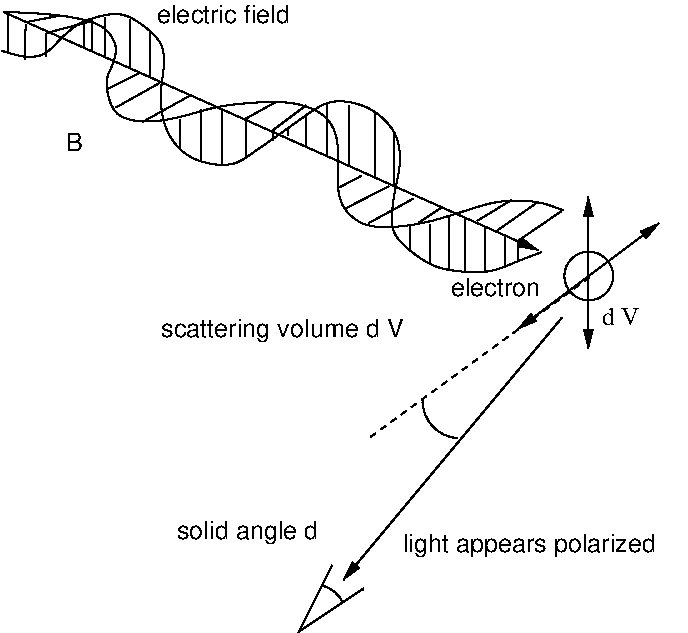 electric field
B
electron
d V
scattering volume d V
solid angle d
light appears polarized